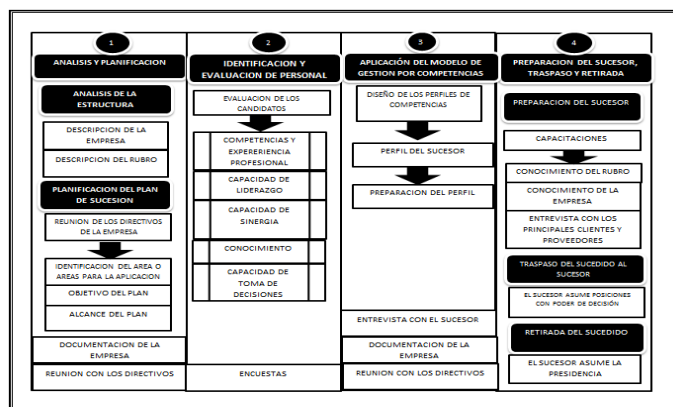 1
ANALISIS Y PLANIFICACION
ANALISIS DE LA
ESTRUCTURA
DESCRIPCION DE LA
EMPRESA
DESCRIPCION DEL RUBRO
PLANIFICACION DEL PLAN
DE SUCESION
REUNION DE LOS DIRECTIVOS
DE LA EMPRESA
IDENTIFICACION DEL AREA O
AREAS PARA LA APLICACION
OBJETIVO DEL PLAN
ALCANCE DEL PLAN
DOCUMENTACION DE LA
EMPRESA
REUNION CON LOS DIRECTIVOS
2
IDENTIFICACION Y
EVALUACION DE PERSONAL
EVALUACION DE LOS
CANDIDATOS
COMPETENCIAS Y
EXPERERIENCIA
PROFESIONAL
CAPACIDAD DE
LIDERAZGO
CAPACIDAD DE
SINERGIA
CONOCIMIENTO
CAPACIDAD DE
TOMA DE
DECISIONES
ENCUESTAS
3
APLICACIÓN DEL MODELO DE
GESTION POR COMPETENCIAS
DISEÑO DE LOS PERFILES DE
COMPETENCIAS
PERFIL DEL SUCESOR
PREPARACION DEL PERFIL
ENTREVISTA CON EL SUCESOR
DOCUMENTACION DE LA
EMPRESA
REUNION CON LOS DIRECTIVOS
4
PREPARACION DEL SUCESOR,
TRASPASO Y RETIRADA
PREPARACION DEL SUCESOR
CAPACITACIONES
CONOCIMIENTO DEL RUBRO
CONOCIMIENTO DE LA
EMPRESA
ENTREVISTA CON LOS
PRINCIPALES CLIENTES Y
PROVEEDORES
TRASPASO DEL SUCEDIDO AL
SUCESOR
EL SUCESOR ASUME POSICIONES
CON PODER DE DECISIÓN
RETIRADA DEL SUCEDIDO
EL SUCESOR ASUME LA
PRESIDENCIA